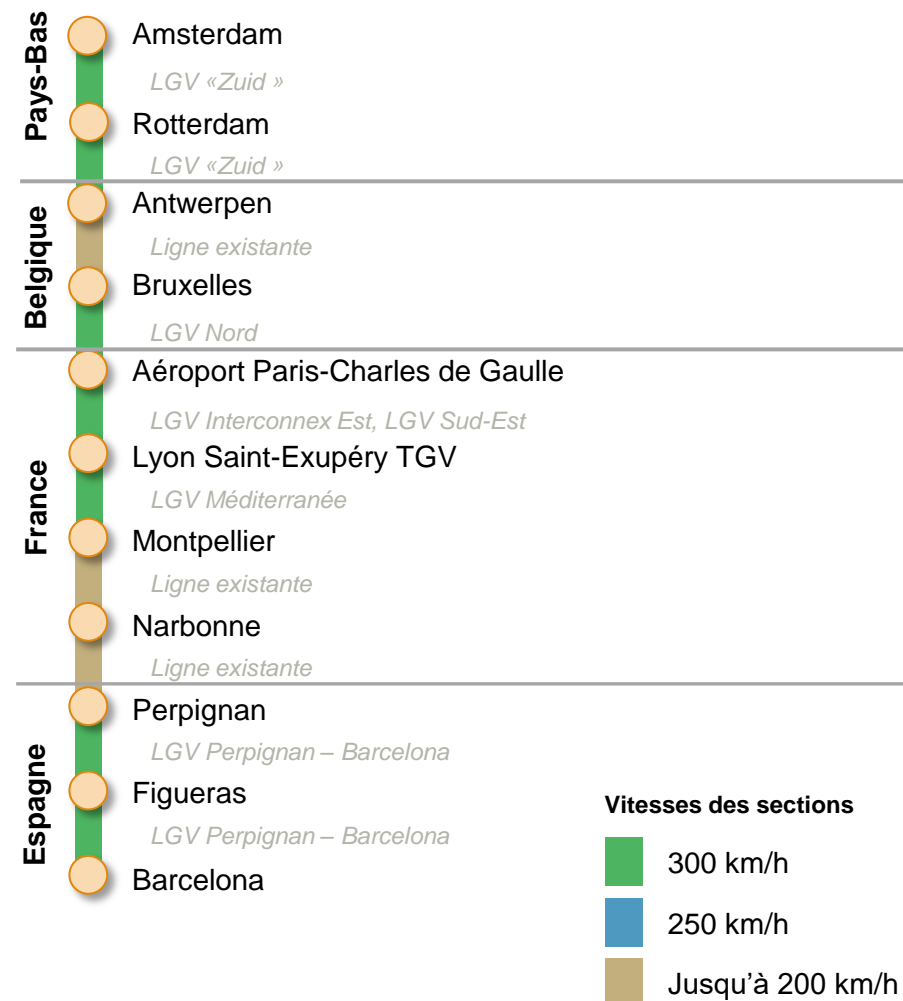 Pays-Bas
Amsterdam
LGV «Zuid »
Rotterdam
LGV «Zuid »
Belgique
Antwerpen
Ligne existante
Bruxelles
LGV Nord
France
Aéroport Paris-Charles de Gaulle
LGV Interconnex Est, LGV Sud-Est
Lyon Saint-Exupéry TGV
LGV Méditerranée
Montpellier
Ligne existante
Narbonne
Ligne existante
Espagne
Perpignan
LGV Perpignan – Barcelona
Figueras
LGV Perpignan – Barcelona
Barcelona
Vitesses des sections
300 km/h
250 km/h
Jusqu'à 200 km/h